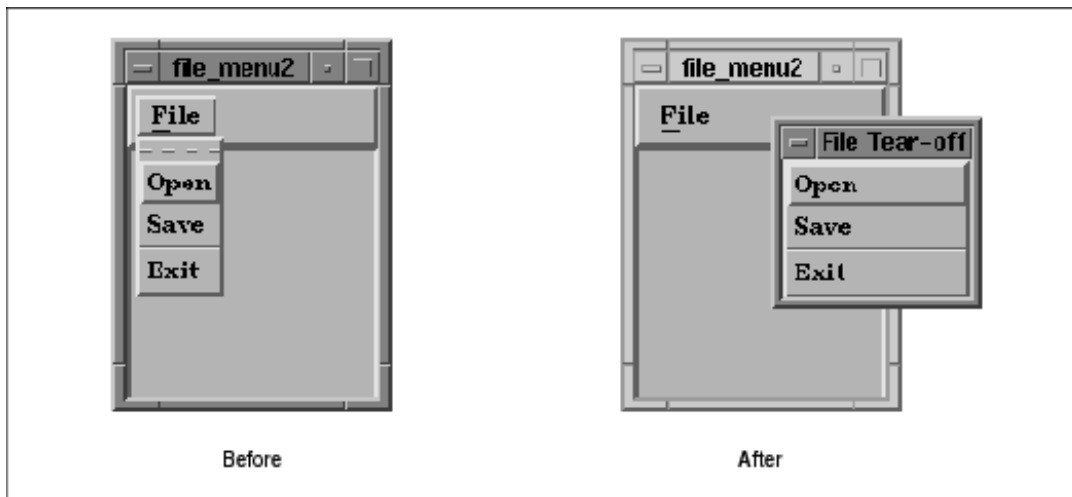 file_menu2
File
Open
Save
Exit
Before
file_menu2
File
File Tear-off
Open
Save
Exit
After